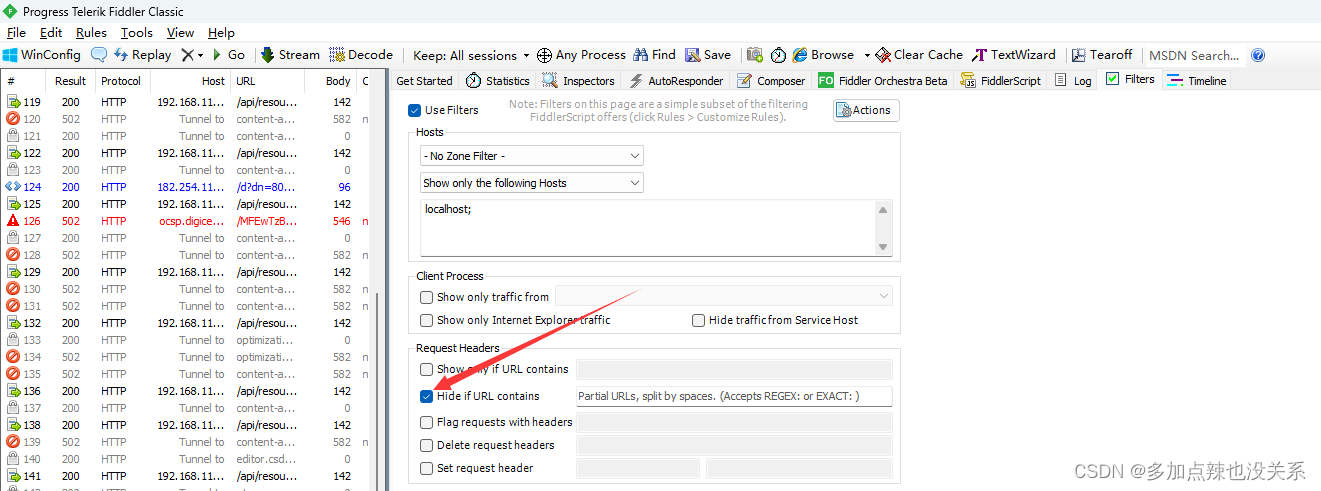 Progress Telerik Fiddler Classic
File Edit Rules Tools View Help
WinConfig Replay Go Stream Decode Keep: All sessions Any Process Find Save Browse Clear Cache TextWizard Tearoff MSDN Search...
# Result Protocol Host URL Body C
Get Started Statistics Inspectors AutoResponder Composer FO Fiddler Orchestra Beta FiddlerScript Log Filters Timeline
119 200 HTTP 192.168.11... /api/resou... 142
120 502 HTTP Tunnel to content-a... 582 n
121 200 HTTP Tunnel to content-a... 0
122 200 HTTP 192.168.11... /api/resou... 142
123 200 HTTP Tunnel to content-a... 0
124 200 HTTP 182.254.11... /d?dn=80... 96
125 200 HTTP 192.168.11... /api/resou... 142
126 502 HTTP ocsp.digice... /MFEwTzB... 546 n
127 200 HTTP Tunnel to content-a... 0
128 502 HTTP Tunnel to content-a... 582 n
129 200 HTTP 192.168.11... /api/resou... 142
130 502 HTTP Tunnel to content-a... 582 n
131 502 HTTP Tunnel to content-a... 582 n
132 200 HTTP 192.168.11... /api/resou... 142
133 200 HTTP Tunnel to optimizati... 0
134 502 HTTP Tunnel to optimizati... 582 n
135 502 HTTP Tunnel to content-a... 582 n
136 200 HTTP 192.168.11... /api/resou... 142
137 200 HTTP Tunnel to content-a... 0
138 200 HTTP 192.168.11... /api/resou... 142
139 502 HTTP Tunnel to content-a... 582 n
140 200 HTTP Tunnel to editor.csd... 0
141 200 HTTP 192.168.11... /api/resou... 142
Use Filters
Note: Filters on this page are a simple subset of the filtering
FiddlerScript offers (click Rules > Customize Rules).
Actions
Hosts
- No Zone Filter -
Show only the following Hosts
localhost;
Client Process
Show only traffic from
Show only Internet Explorer traffic Hide traffic from Service Host
Request Headers
Show only if URL contains
Hide if URL contains Partial URLs, split by spaces. (Accepts REGEX: or EXACT: )
Flag requests with headers
Delete request headers
Set request header
CSDN @多加点辣也没关系